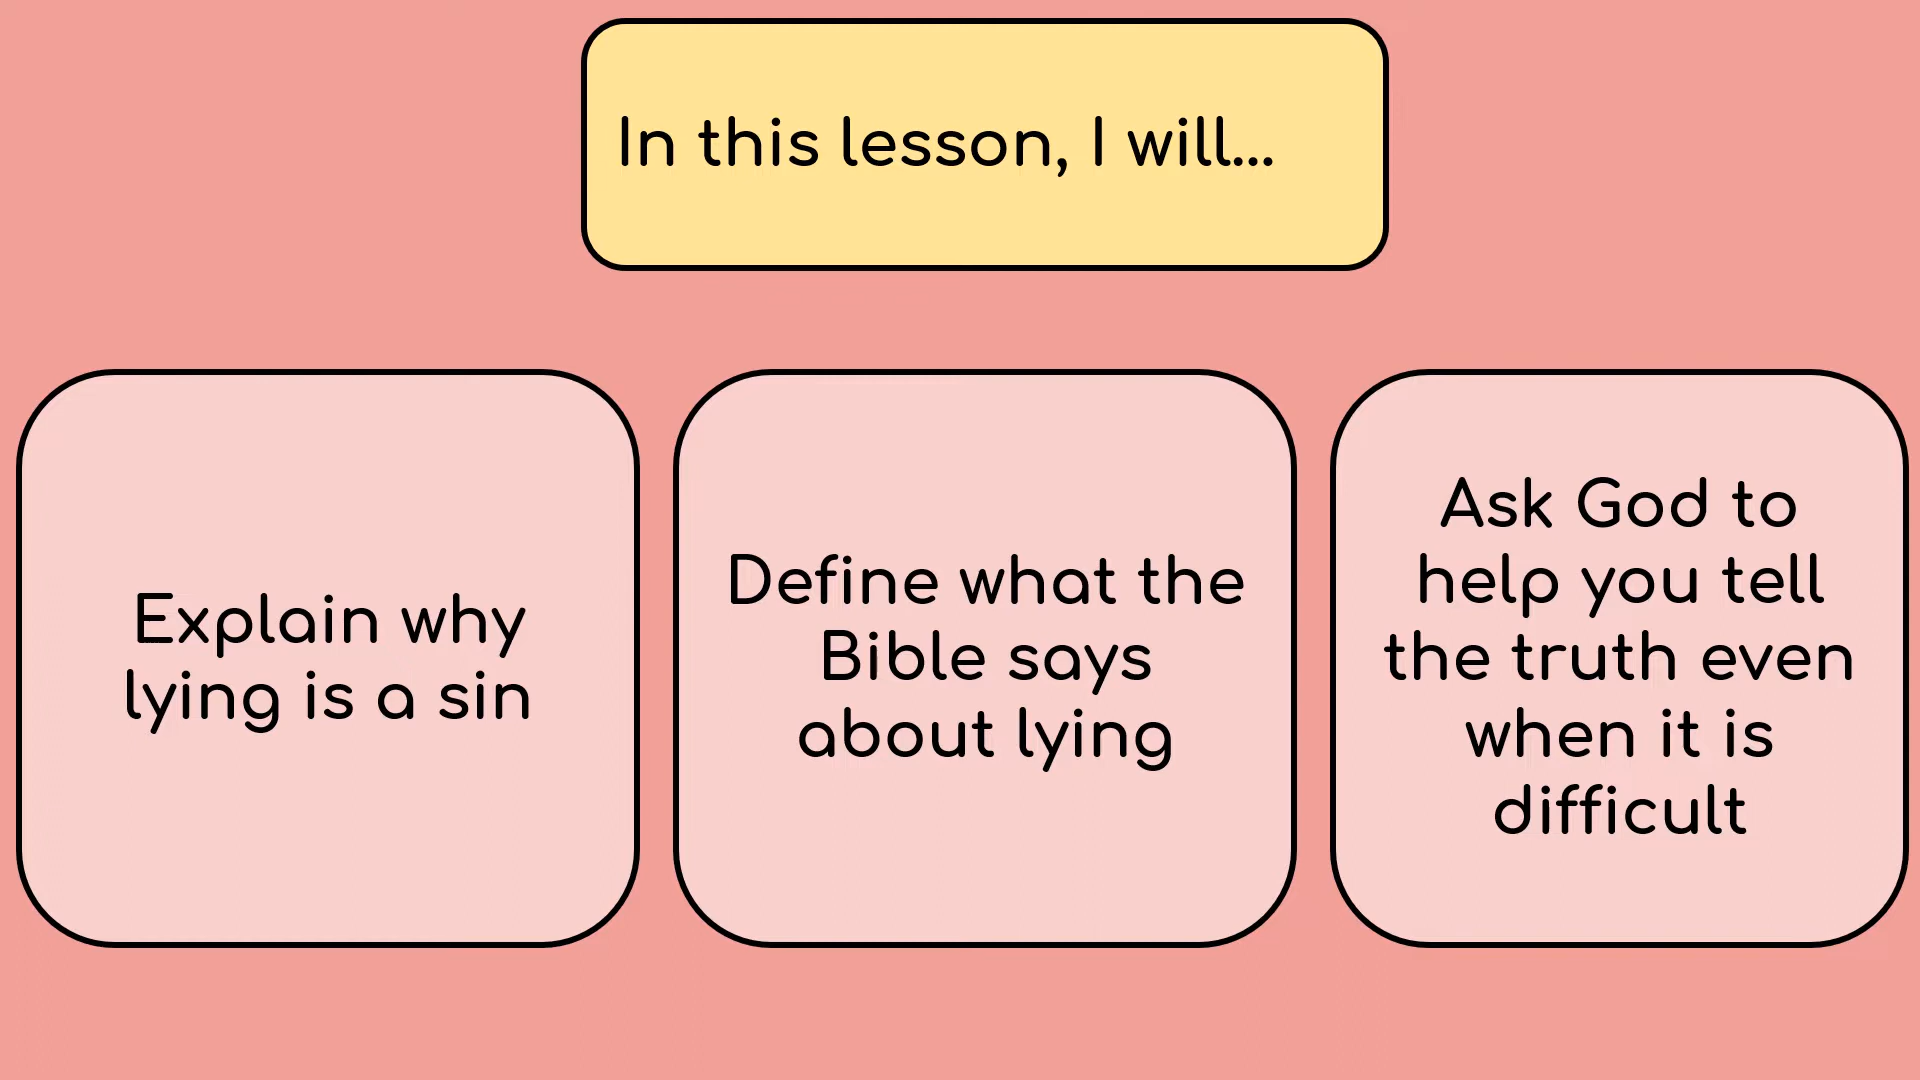 In this lesson, I will...
Explain why
lying is a sin
Define what the
Bible says
about lying
Ask God to
help you tell
the truth even
when it is
difficult